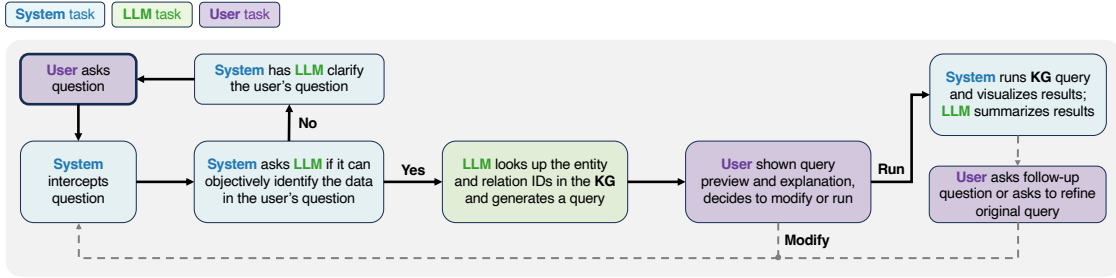 System task
LLM task
User task
User asks
question
System has LLM clarify
the user's question
System runs KG query
and visualizes results;
LLM summarizes results
No
System
intercepts
question
System asks LLM if it can
objectively identify the data
in the user's question
Yes
LLM looks up the entity
and relation IDs in the KG
and generates a query
User shown query
preview and explanation,
decides to modify or run
Run
User asks follow-up
question or asks to refine
original query
Modify